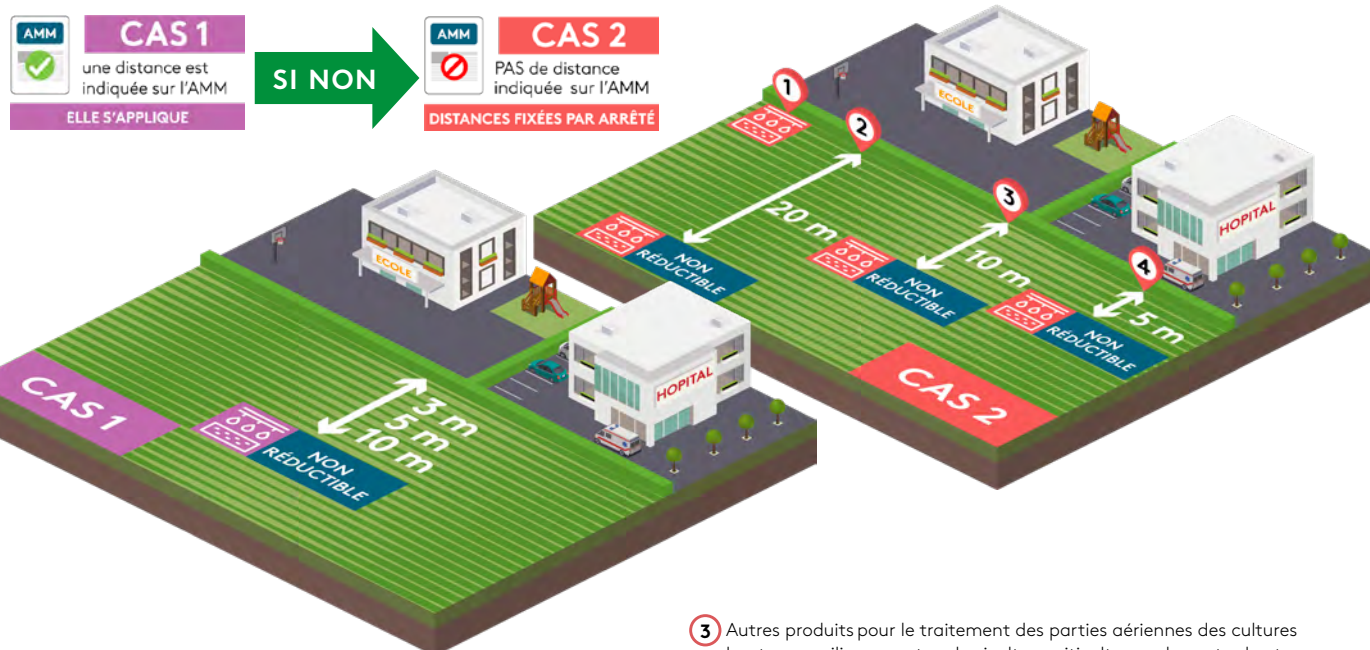 AMM
CAS 1
une distance est
indiquée sur l'AMM
ELLE S'APPLIQUE
SI NON
AMM
CAS 2
PAS de distance
indiquée sur l'AMM
DISTANCES FIXÉES PAR ARRÊTÉ
1
2
3
4
ECOLE
HOPITAL
20 m
NON
RÉDUCTIBLE
10 m
NON
RÉDUCTIBLE
5 m
NON
RÉDUCTIBLE
CAS 2
ECOLE
HOPITAL
CAS 1
3 m
5 m
10 m
NON
RÉDUCTIBLE
3 Autres produits pour le traitement des parties aériennes des cultures